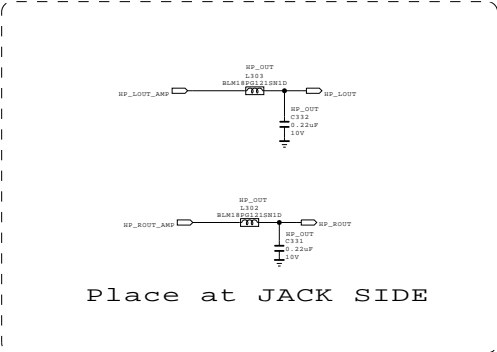 HP_OUT
L303
BLM18PG121SN1D
HP_LOUT_AMP
HP_LOUT
HP_OUT
C332
0.22uF
10V
HP_OUT
L302
BLM18PG121SN1D
HP_ROUT_AMP
HP_ROUT
HP_OUT
C331
0.22uF
10V
Place at JACK SIDE